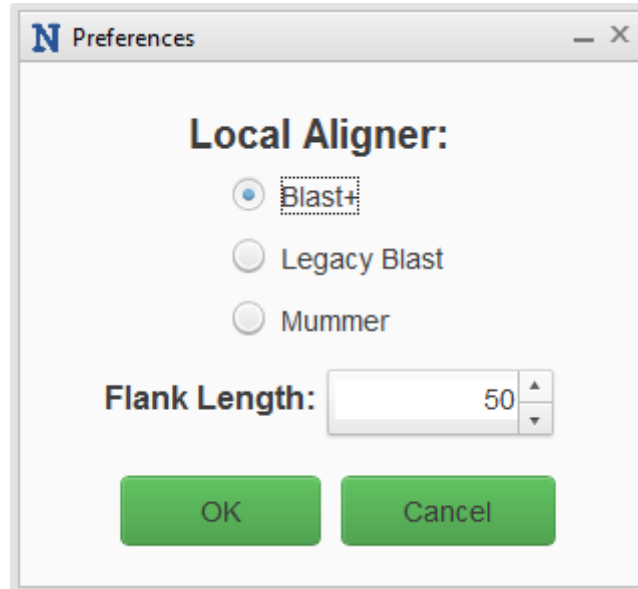 N Preferences
Local Aligner:
Blast+
Legacy Blast
Mummer
Flank Length: 50
OK Cancel